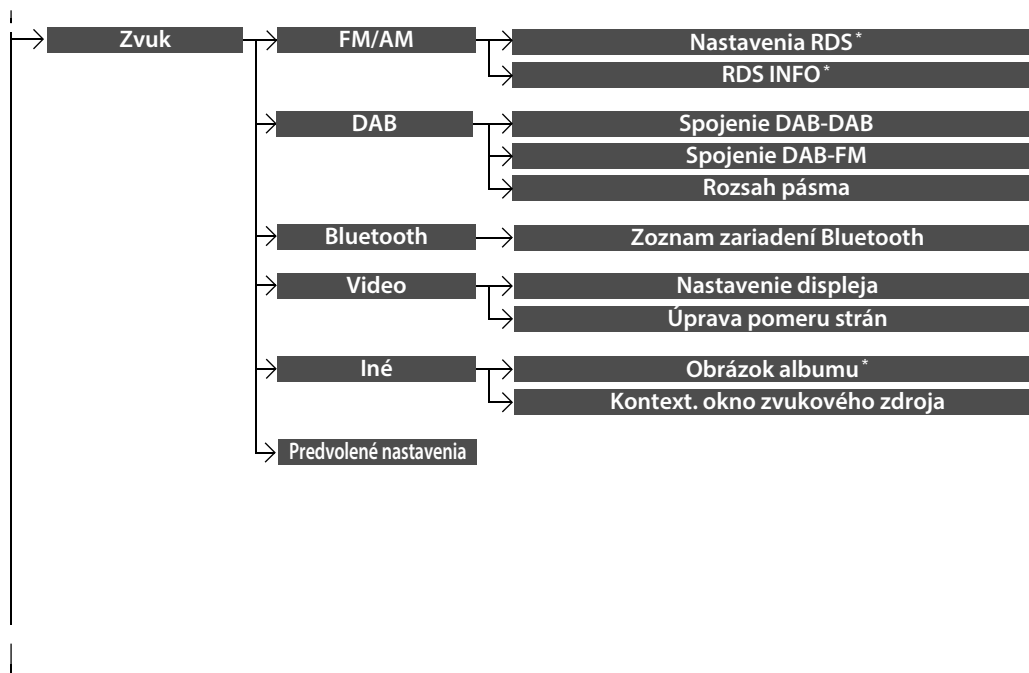 Zvuk
FM/AM
Nastavenia RDS*
RDS INFO*
DAB
Spojenie DAB-DAB
Spojenie DAB-FM
Rozsah pásma
Bluetooth
Zoznam zariadení Bluetooth
Video
Nastavenie displeja
Úprava pomeru strán
Iné
Obrázok albumu*
Kontext. okno zvukového zdroja
Predvolené nastavenia